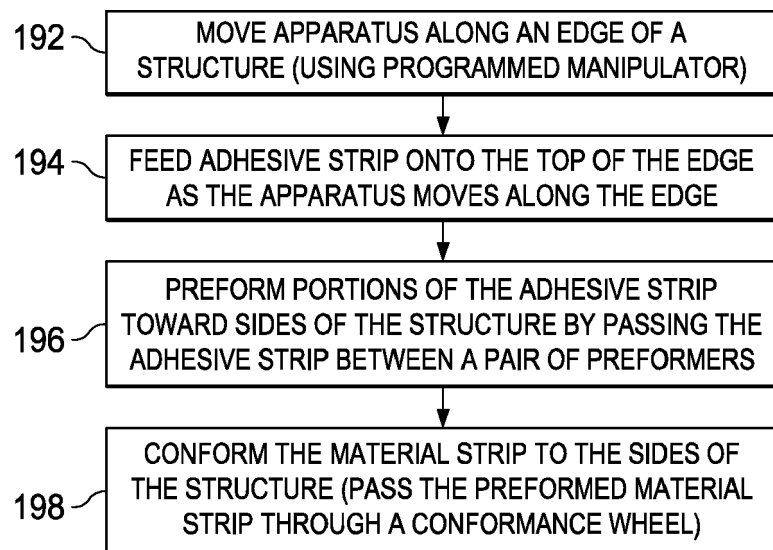 192
MOVE APPARATUS ALONG AN EDGE OF A
STRUCTURE (USING PROGRAMMED MANIPULATOR)
194
FEED ADHESIVE STRIP ONTO THE TOP OF THE EDGE
AS THE APPARATUS MOVES ALONG THE EDGE
196
PREFORM PORTIONS OF THE ADHESIVE STRIP
TOWARD SIDES OF THE STRUCTURE BY PASSING THE
ADHESIVE STRIP BETWEEN A PAIR OF PREFORMERS
198
CONFORM THE MATERIAL STRIP TO THE SIDES OF
THE STRUCTURE (PASS THE PREFORMED MATERIAL
STRIP THROUGH A CONFORMANCE WHEEL)